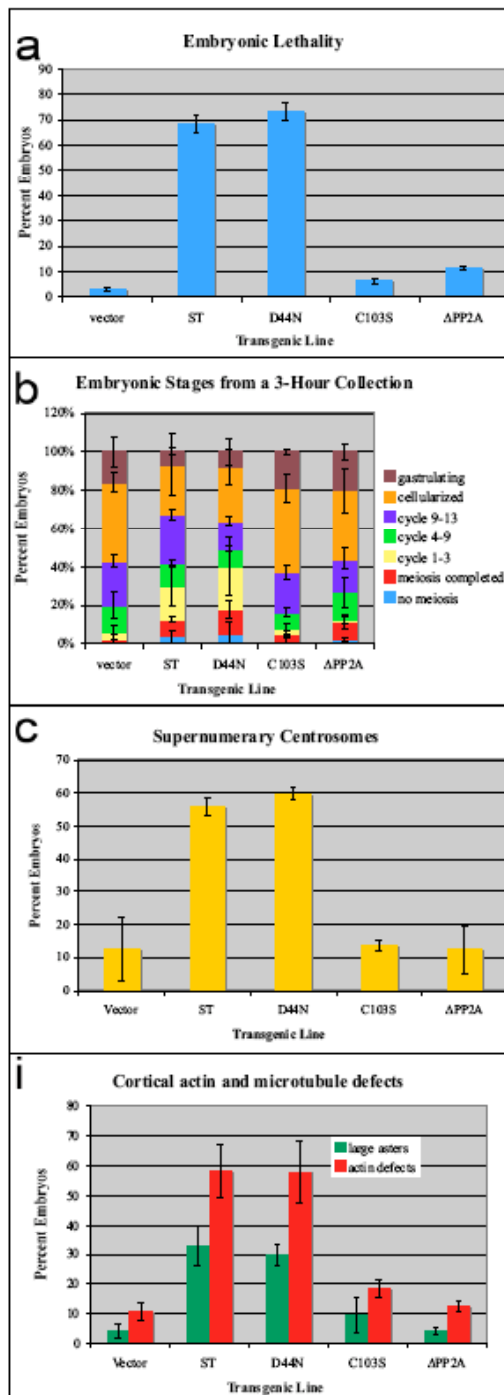 a
Embryonic Lethality
Percent Embryos
90
80
70
60
50
40
30
20
10
0
vector ST D44N C103S ΔPP2A
Transgenic Line
b
Embryonic Stages from a 3-Hour Collection
Percent Embryos
120%
100%
80%
60%
40%
20%
0%
gastrulating
cellularized
cycle 9-13
cycle 4-9
cycle 1-3
meiosis completed
no meiosis
vector ST D44N C103S ΔPP2A
Transgenic Line
c
Supernumerary Centrosomes
Percent Embryos
70
60
50
40
30
20
10
0
Vector ST D44N C103S ΔPP2A
Transgenic Line
i
Cortical actin and microtubule defects
Percent Embryos
80
70
60
50
40
30
20
10
0
large asters
actin defects
Vector ST D44N C103S ΔPP2A
Transgenic Line